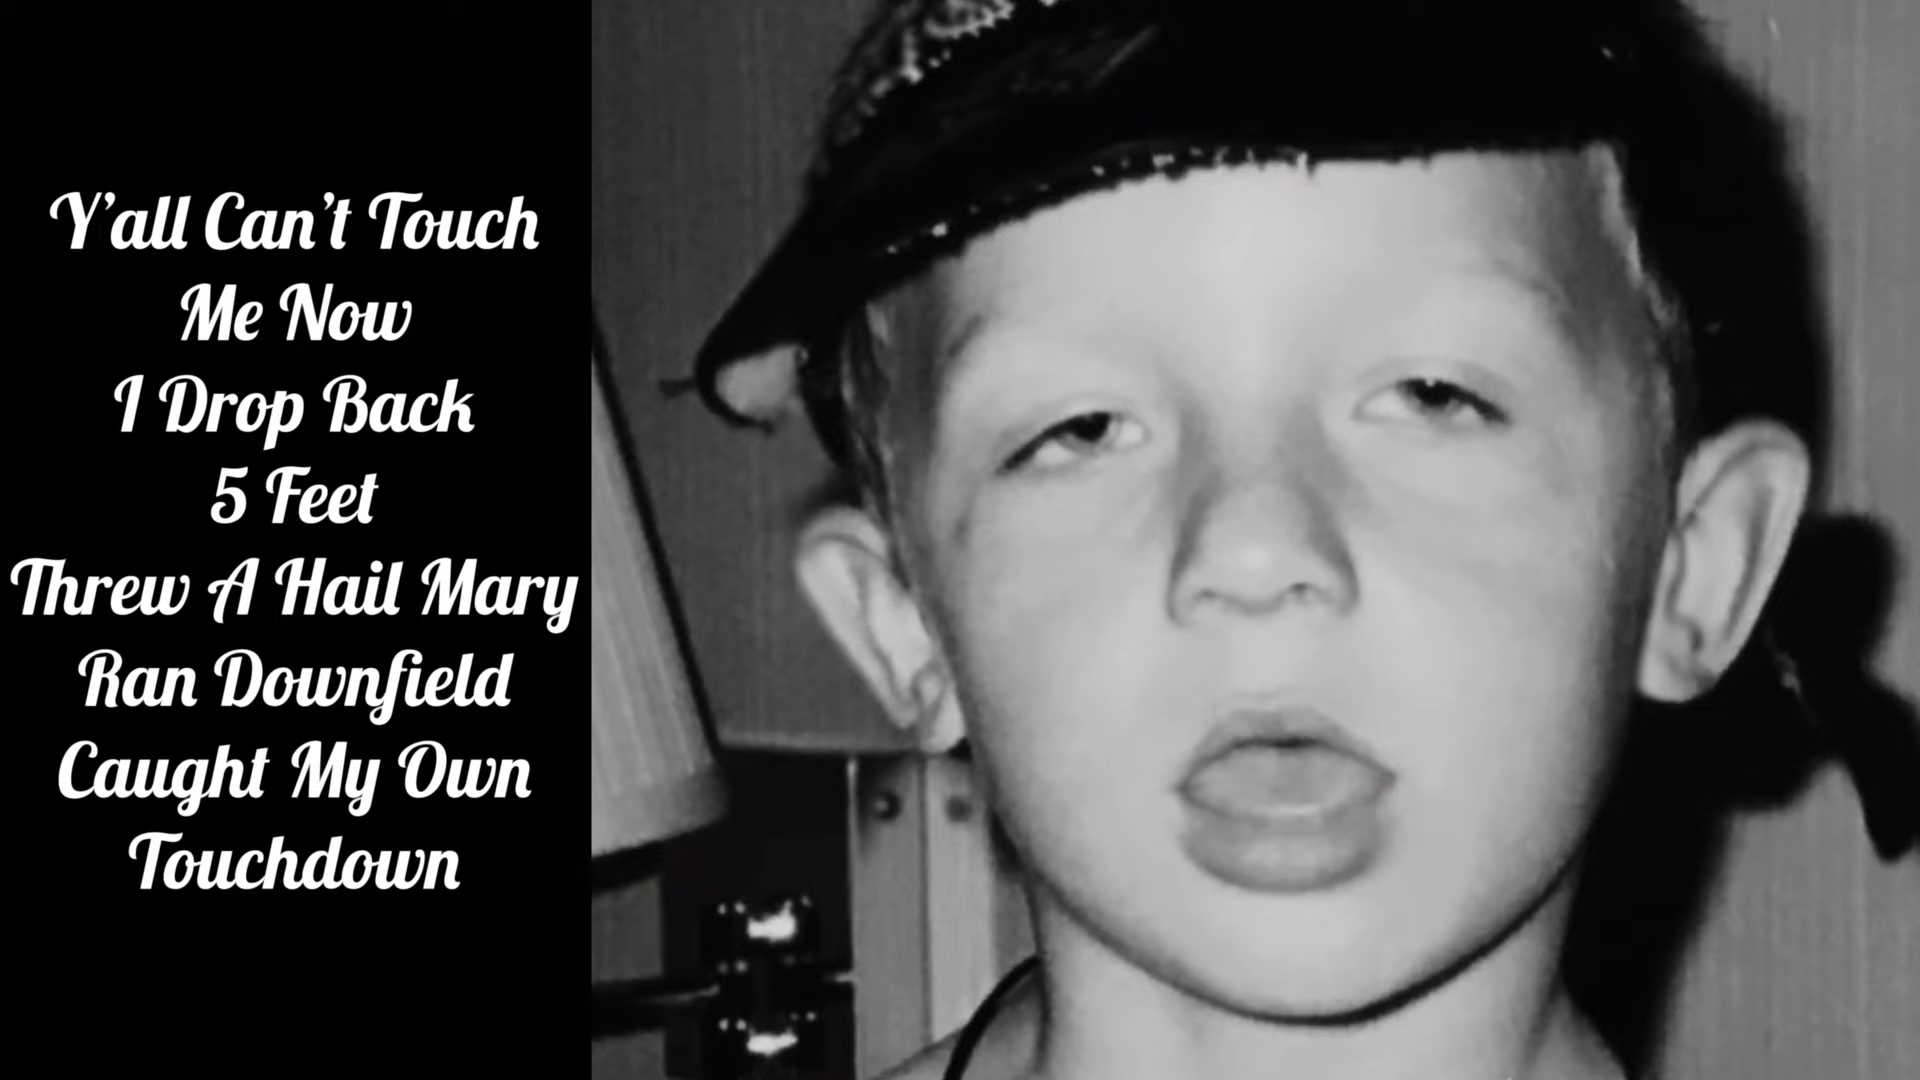 Y'all Can't Touch
Me Now
I Drop Back
5 Feet
Threw A Hail Mary
Ran Downfield
Caught My Own
Touchdown